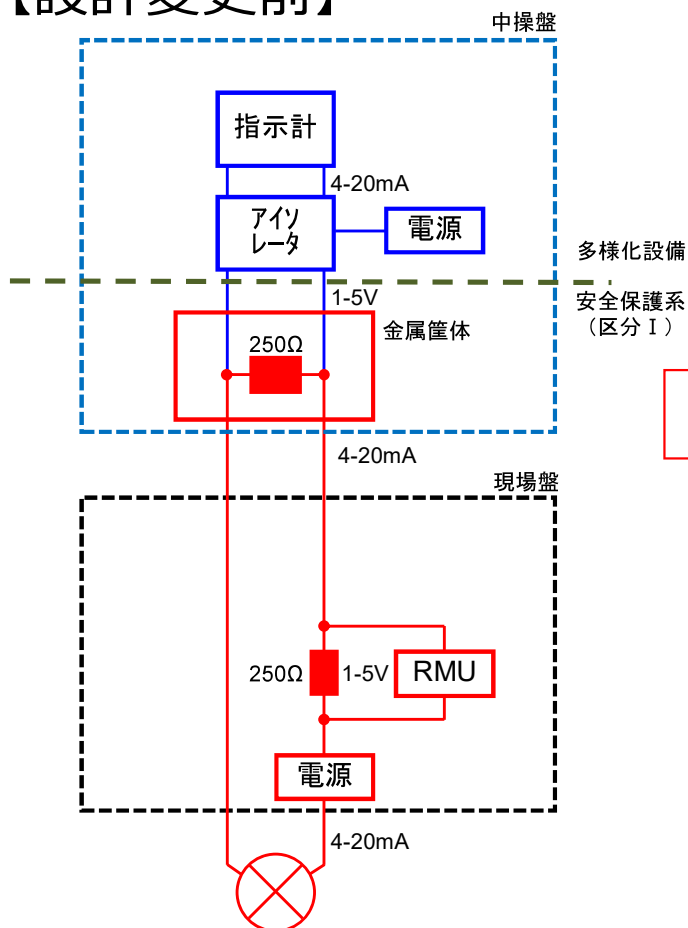 【設計変更前】
中操盤
指示計
4-20mA
アイソ
レータ
電源
多様化設備
1-5V
安全保護系
（区分Ⅰ）
金属筐体
250Ω
4-20mA
現場盤
250Ω
1-5V
RMU
電源
4-20mA